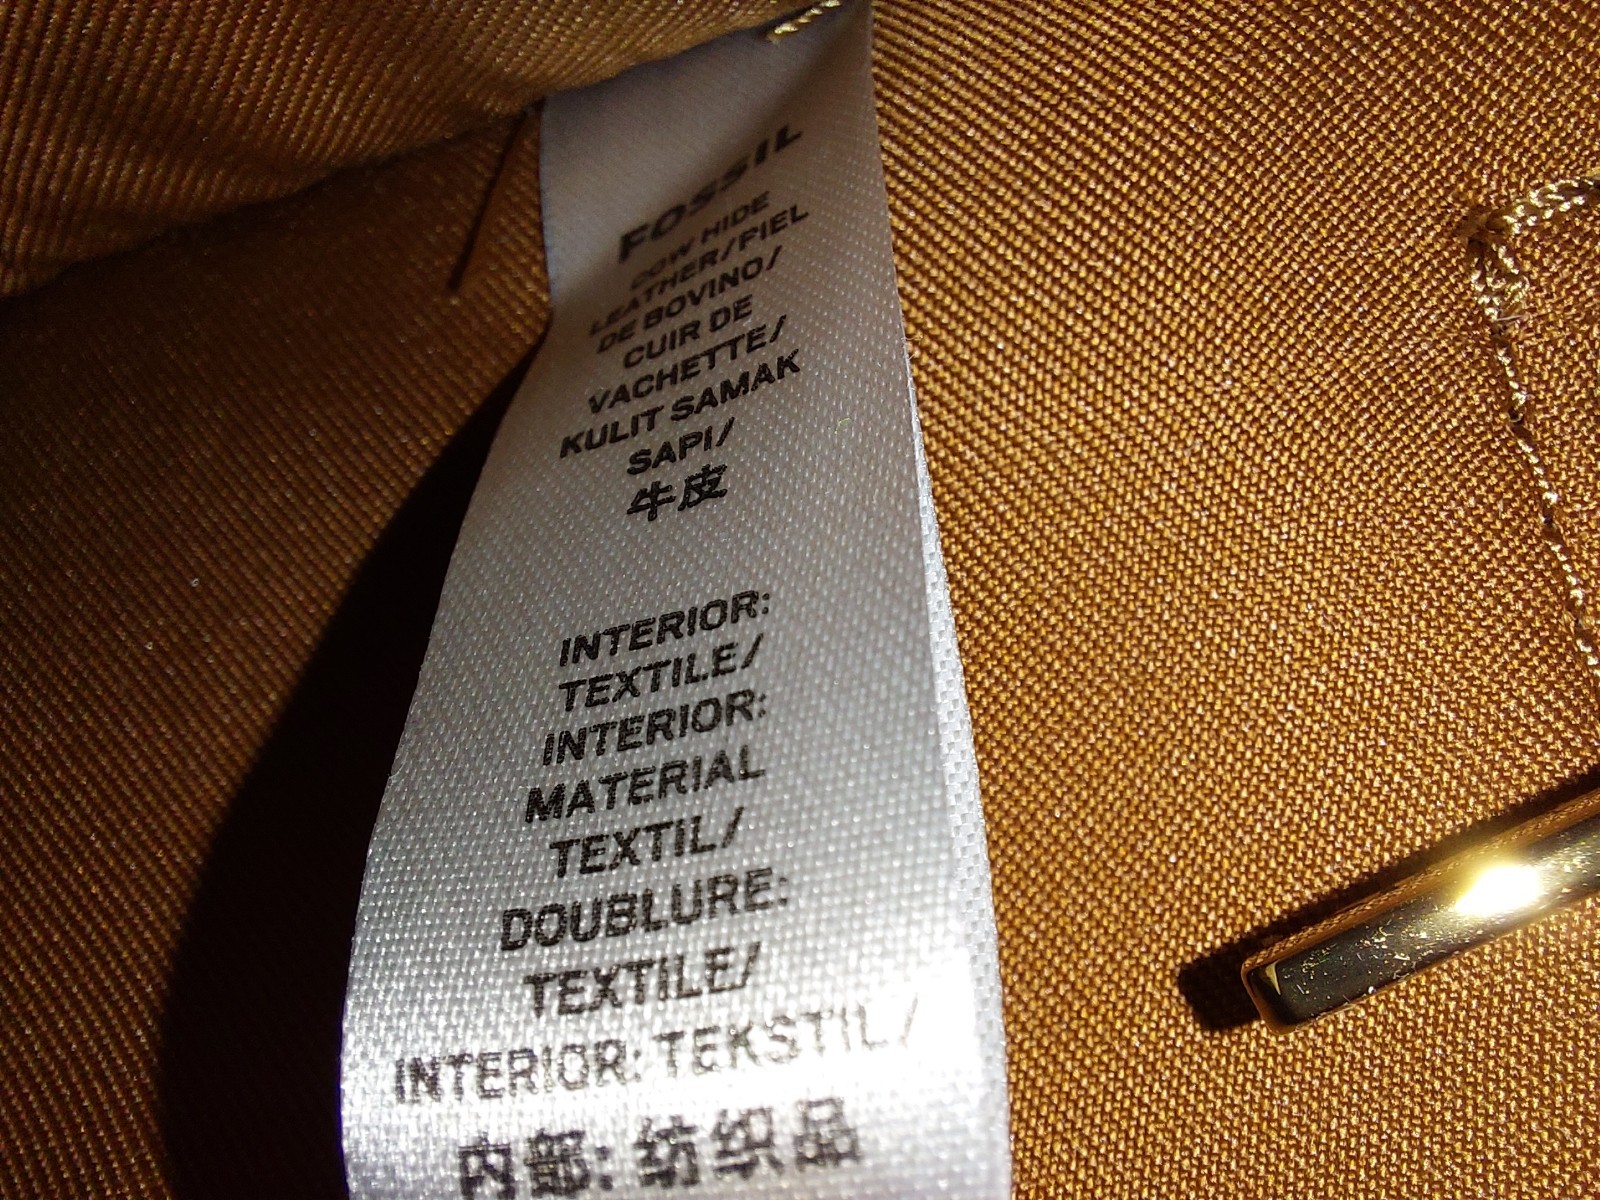 FOSSIL
COW HIDE
LEATHER/PIEL
DE BOVINO/
CUIR DE
VACHETTE/
KULIT SAMAK
SAPI/
牛皮
INTERIOR:
TEXTILE/
INTERIOR:
MATERIAL
TEXTIL/
DOUBLURE:
TEXTILE/
INTERIOR: TEKSTIL/
内部: 纺织品